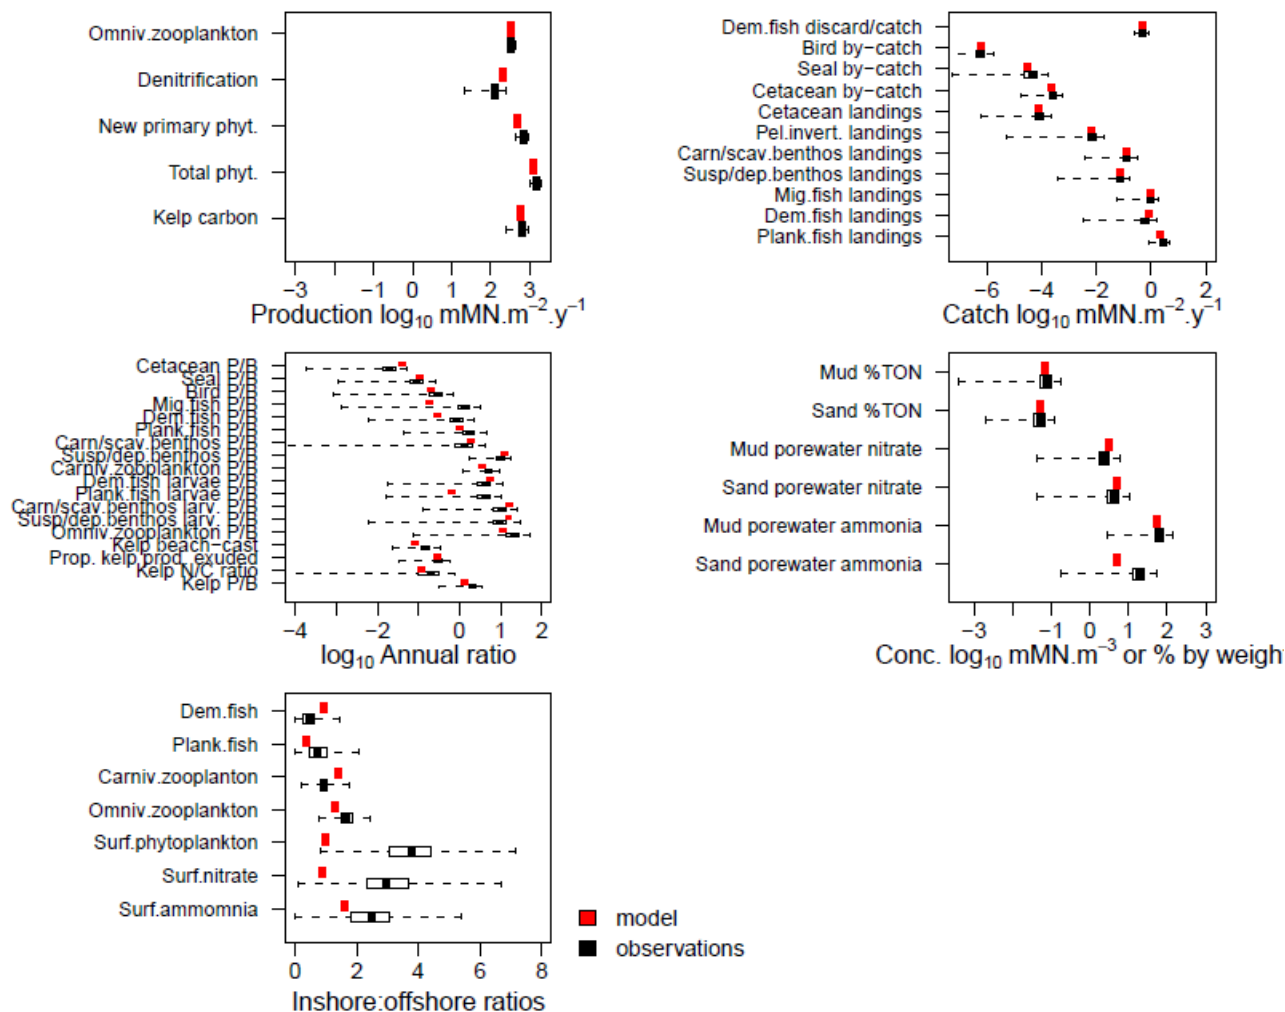 Omniv.zooplankton
Denitrification
New primary phyt.
Total phyt.
Kelp carbon
−3 −1 0 1 2 3
Production log10 mMN.m−2.y−1
Dem.fish discard/catch
Bird by−catch
Seal by−catch
Cetacean by−catch
Cetacean landings
Pel.invert. landings
Carn/scav.benthos landings
Susp/dep.benthos landings
Mig.fish landings
Dem.fish landings
Plank.fish landings
−6 −4 −2 0 2
Catch log10 mMN.m−2.y−1
Cetacean P/B
Seal P/B
Bird P/B
Mig.fish P/B
Dem.fish P/B
Plank.fish P/B
Carn/scav.benthos P/B
Susp/dep.benthos P/B
Carniv.zooplankton P/B
Dem.fish larvae P/B
Plank.fish larvae P/B
Carn/scav.benthos larv. P/B
Susp/dep.benthos larv. P/B
Omniv.zooplankton P/B
Kelp beach−cast
Prop. kelp prod. exuded
Kelp N/C ratio
Kelp P/B
−4 −2 0 2
log10 Annual ratio
Mud %TON
Sand %TON
Mud porewater nitrate
Sand porewater nitrate
Mud porewater ammonia
Sand porewater ammonia
−3 −1 0 1 2 3
Conc. log10 mMN.m−3 or % by weight
Dem.fish
Plank.fish
Carniv.zooplanton
Omniv.zooplankton
Surf.phytoplankton
Surf.nitrate
Surf.ammomnia
0 2 4 6 8
Inshore:offshore ratios
model
observations